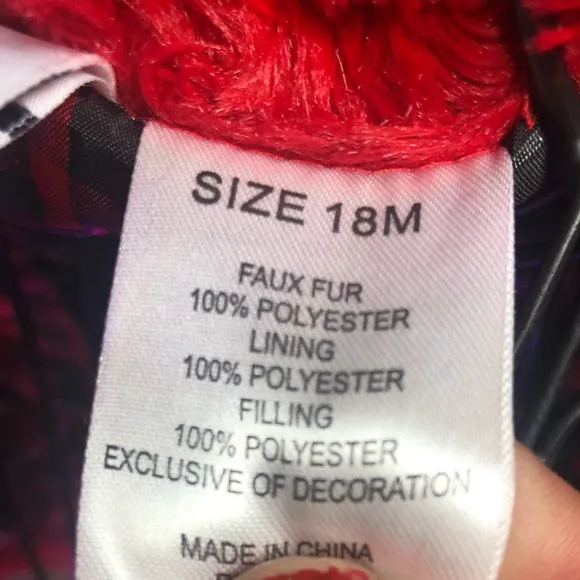 SIZE 18M
FAUX FUR
100% POLYESTER
LINING
100% POLYESTER
FILLING
100% POLYESTER
EXCLUSIVE OF DECORATION
MADE IN CHINA